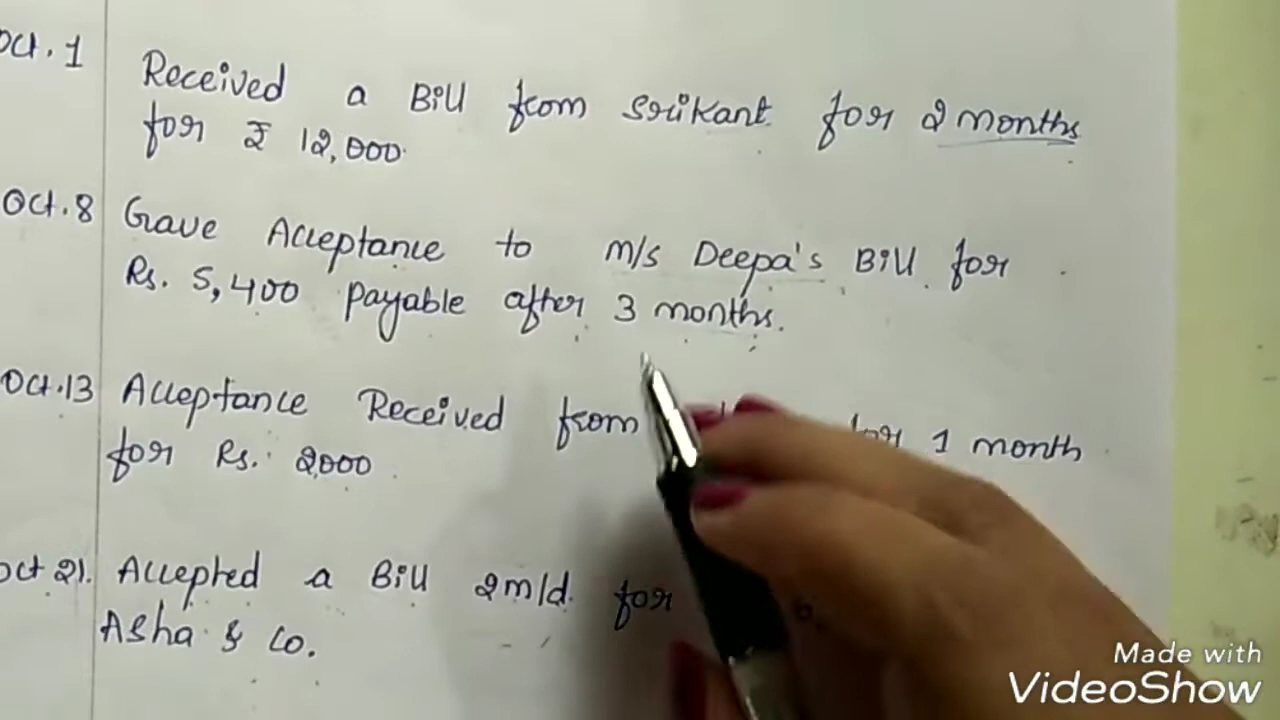 Oct. 1
Received a Bill from Srikant for 2 months
for ₹ 12,000.
Oct. 8
Gave Acceptance to M/s Deepa's Bill for
Rs. 5,400 payable after 3 months.
Oct. 13
Acceptance Received from for 1 month
for Rs. 2000
Oct 21.
Accepted a Bill 2m/d. for
Asha & Co.
Made with
VideoShow